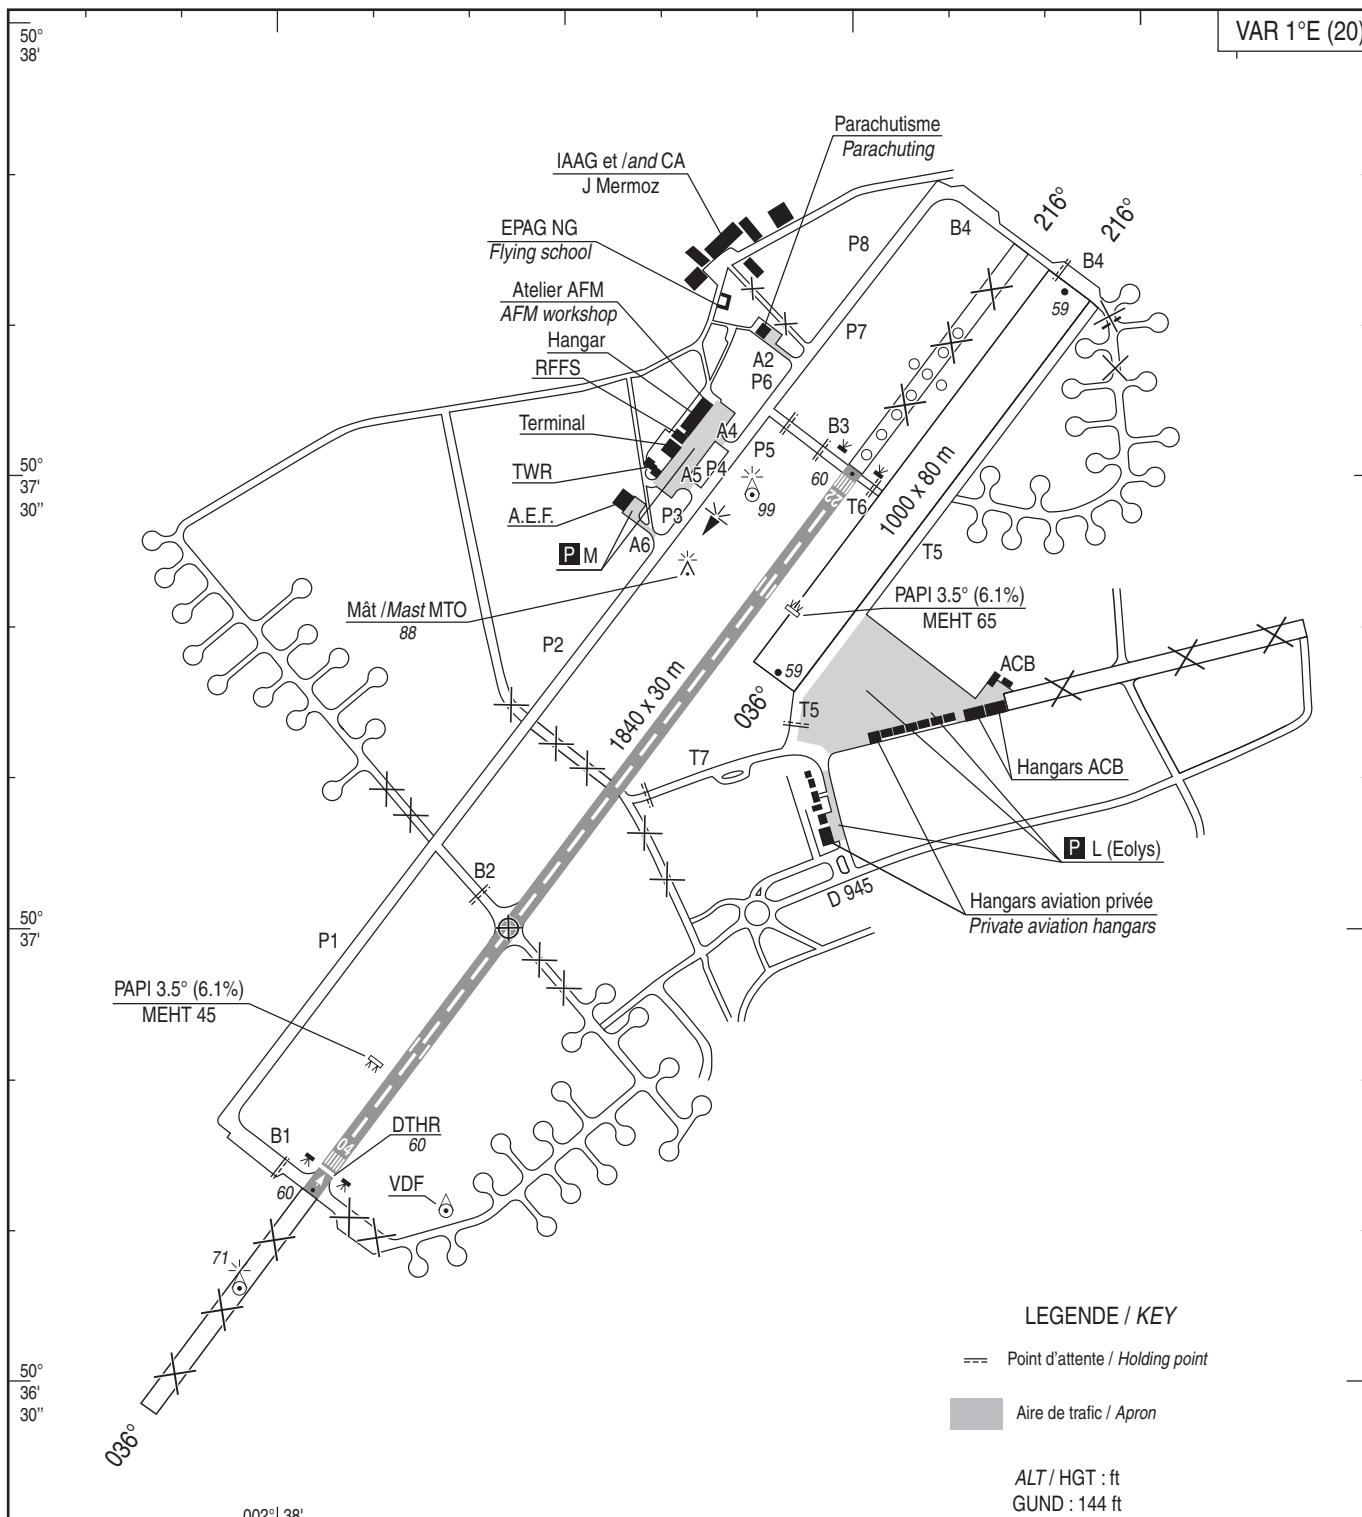 50°
38'
VAR 1°E (20)
Parachutisme
Parachuting
IAAG et / and CA
J Mermoz
216°
216°
EPAG NG
Flying school
P8
B4
B4
Atelier AFM
AFM workshop
59
Hangar
P7
RFFS
A2
P6
Terminal
A4
B3
P5
TWR
A5
P4
60
50°
37'
30"
22
T6
1000 x 80 m
A.E.F.
P3
99
P M
A6
T5
PAPI 3.5° (6.1%)
MEHT 65
Mât / Mast MTO
88
P2
ACB
59
036°
T5
1840 x 30 m
T7
Hangars ACB
P L (Eolys)
B2
D 945
Hangars aviation privée
Private aviation hangars
50°
37'
P1
PAPI 3.5° (6.1%)
MEHT 45
B1
04
DTHR
60
60
VDF
71
50°
36'
30"
036°
LEGENDE / KEY
Point d'attente / Holding point
Aire de trafic / Apron
ALT / HGT : ft
GUND : 144 ft
002° 38'